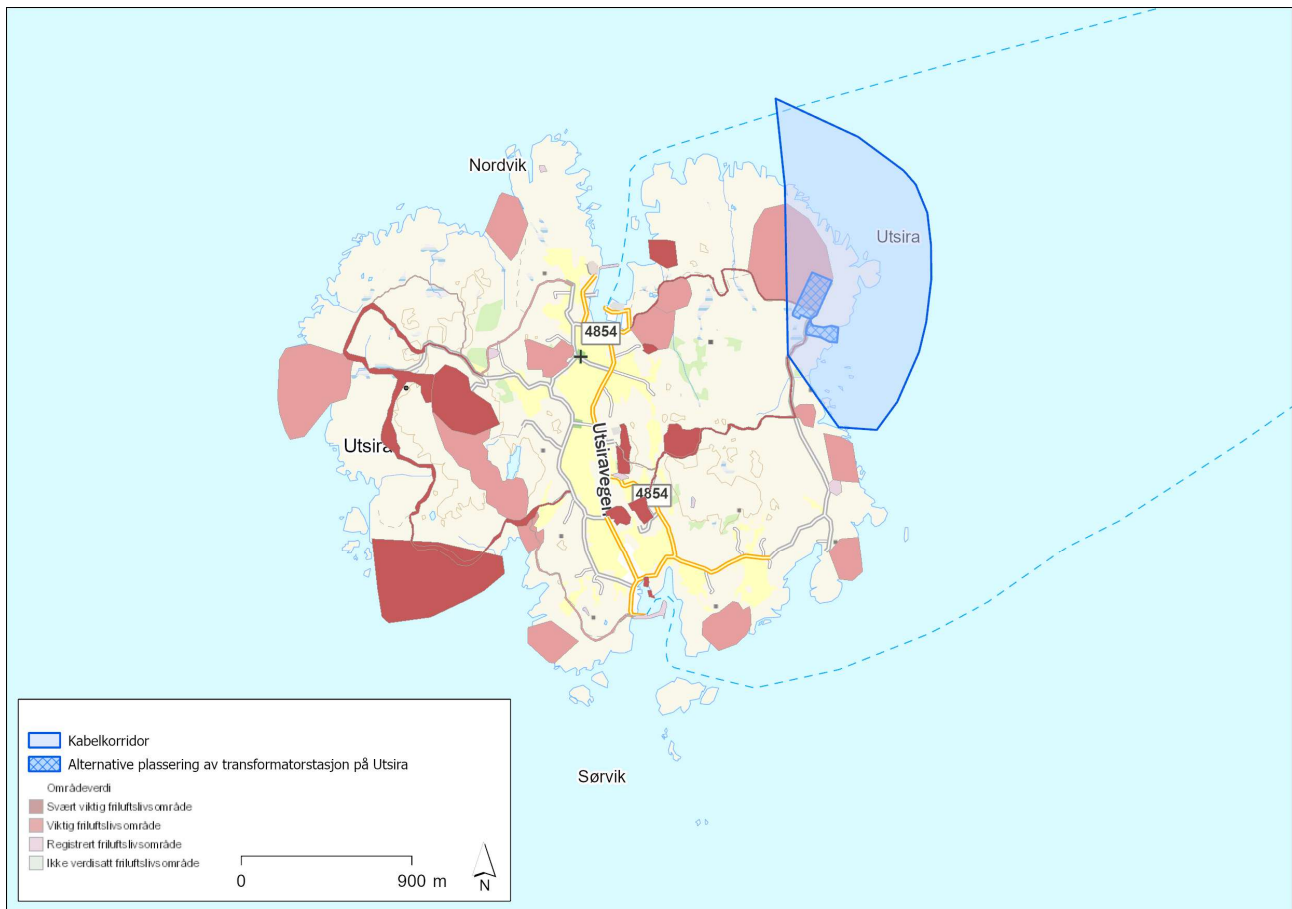 Nordvik
Utsira
4854
Utsira
Utsiravegen
4854
Sørvik
Kabelkorridor
Alternative plassering av transformatorstasjon på Utsira
Områdeverdi
Svært viktig friluftslivsområde
Viktig friluftslivsområde
Registrert friluftslivsområde
Ikke verdisatt friluftslivsområde
0 900 m
N